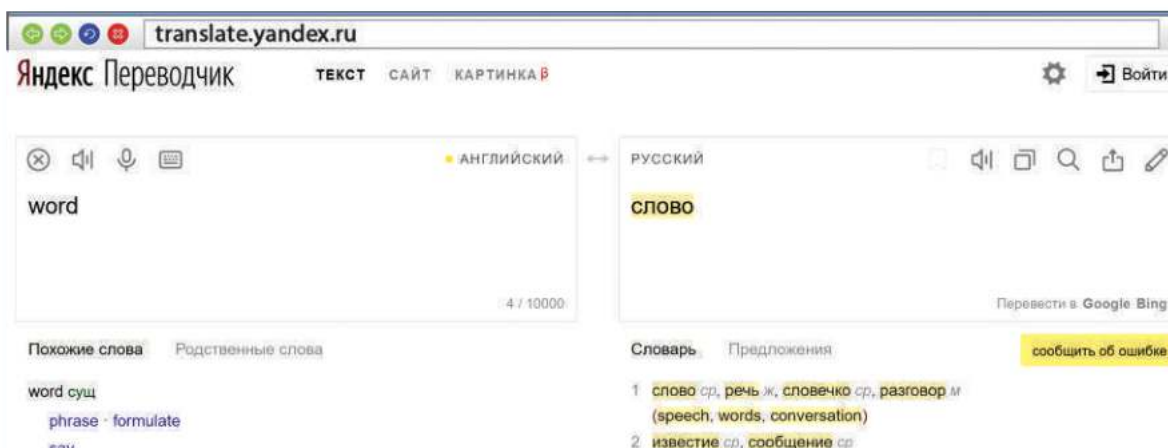 translate.yandex.ru
Яндекс Переводчик ТЕКСТ САЙТ КАРТИНКА β Войти
АНГЛИЙСКИЙ РУССКИЙ
word слово
4 / 10000 Перевести в Google Bing
Похожие слова Родственные слова Словарь Предложения сообщить об ошибке
word сущ 1 слово ср, речь ж, словечко ср, разговор м
phrase · formulate (speech, words, conversation)
say 2 известие ср, сообщение ср